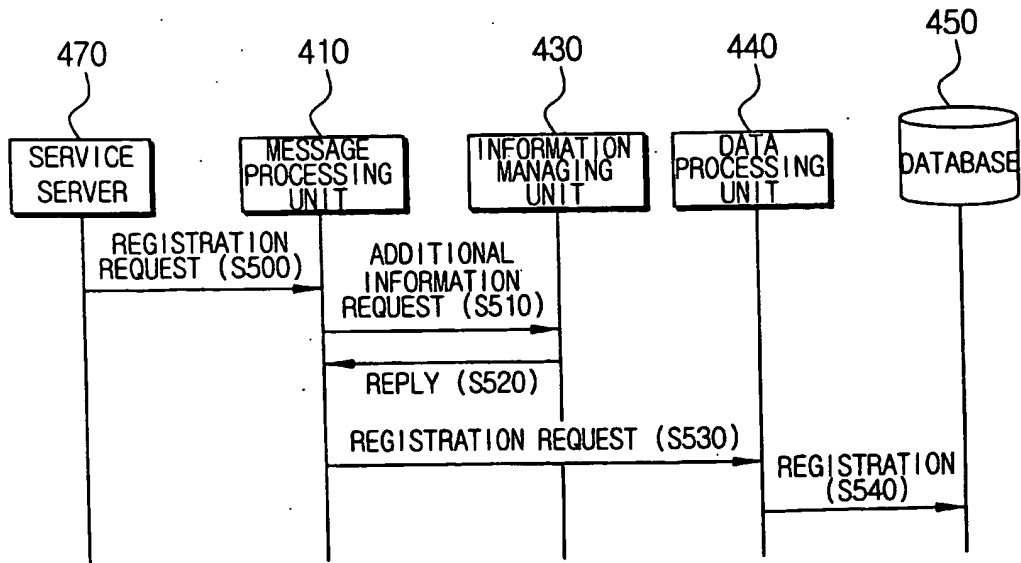 470
410
430
440
450
SERVICE
SERVER
MESSAGE
PROCESSING
UNIT
INFORMATION
MANAGING
UNIT
DATA
PROCESSING
UNIT
DATABASE
REGISTRATION
REQUEST (S500)
ADDITIONAL
INFORMATION
REQUEST (S510)
REPLY (S520)
REGISTRATION REQUEST (S530)
REGISTRATION
(S540)